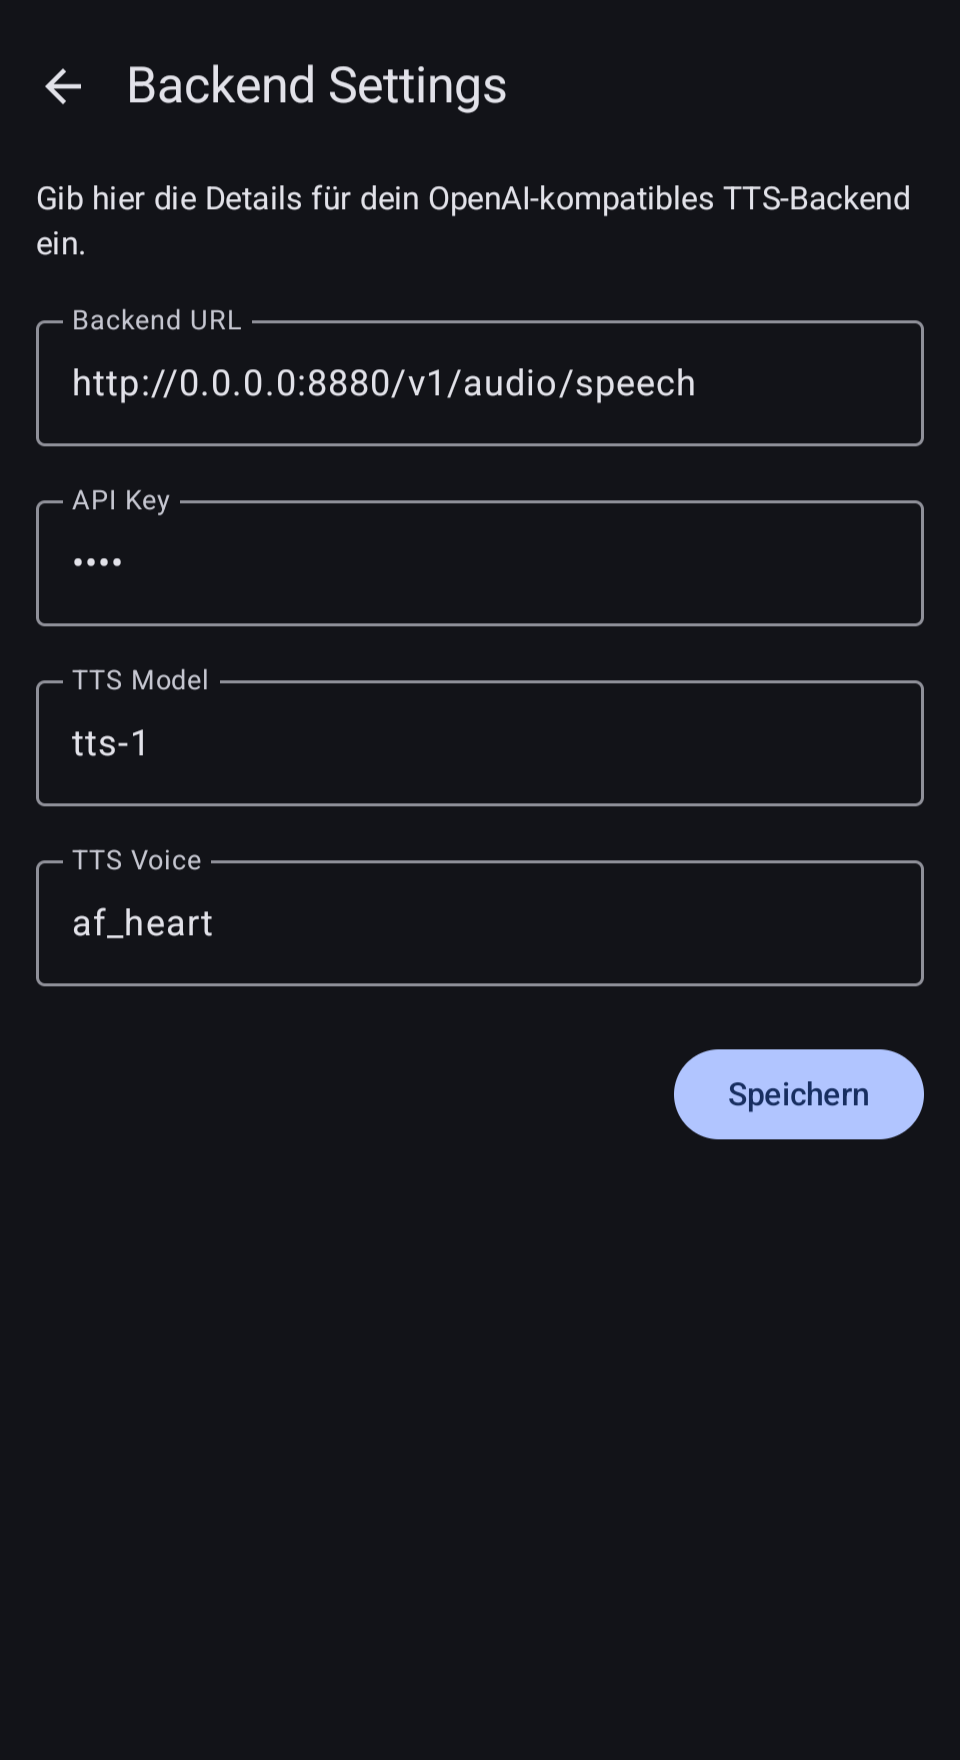 Backend Settings
Gib hier die Details für dein OpenAI-kompatibles TTS-Backend
ein.
Backend URL
http://0.0.0.0:8880/v1/audio/speech
API Key
••••
TTS Model
tts-1
TTS Voice
af_heart
Speichern